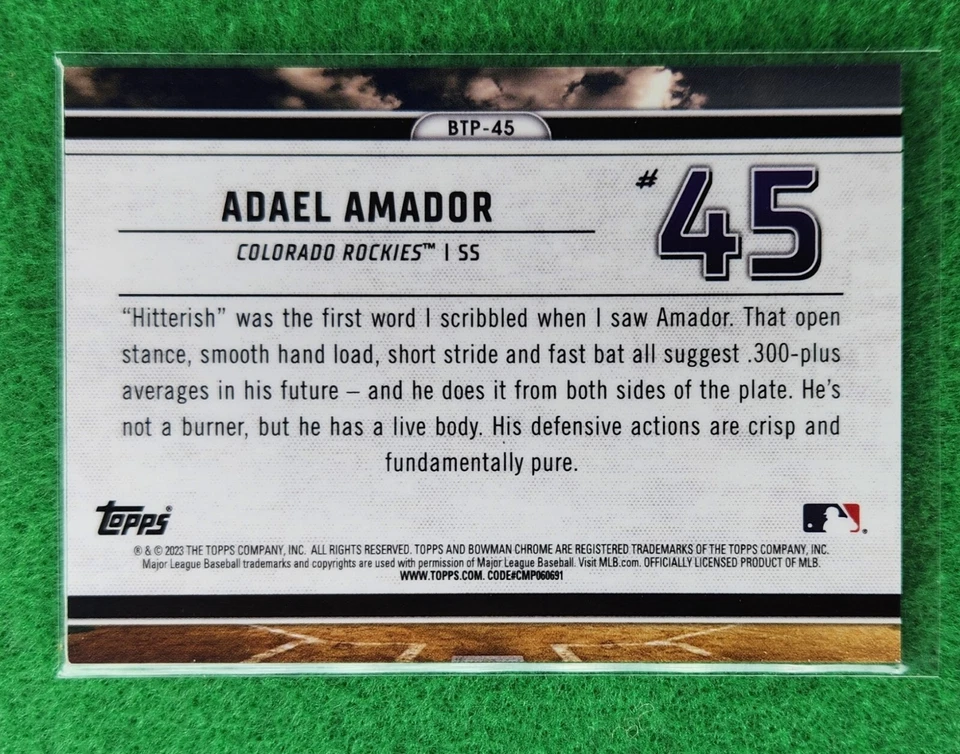 BTP-45
ADAEL AMADOR
#45
COLORADO ROCKIES™ | SS
“Hitterish” was the first word I scribbled when I saw Amador. That open
stance, smooth hand load, short stride and fast bat all suggest .300-plus
averages in his future – and he does it from both sides of the plate. He’s
not a burner, but he has a live body. His defensive actions are crisp and
fundamentally pure.
Topps®
® & © 2023 THE TOPPS COMPANY, INC. ALL RIGHTS RESERVED. TOPPS AND BOWMAN CHROME ARE REGISTERED TRADEMARKS OF THE TOPPS COMPANY, INC.
Major League Baseball trademarks and copyrights are used with permission of Major League Baseball. Visit MLB.com. OFFICIALLY LICENSED PRODUCT OF MLB.
WWW.TOPPS.COM. CODE#CMP060691